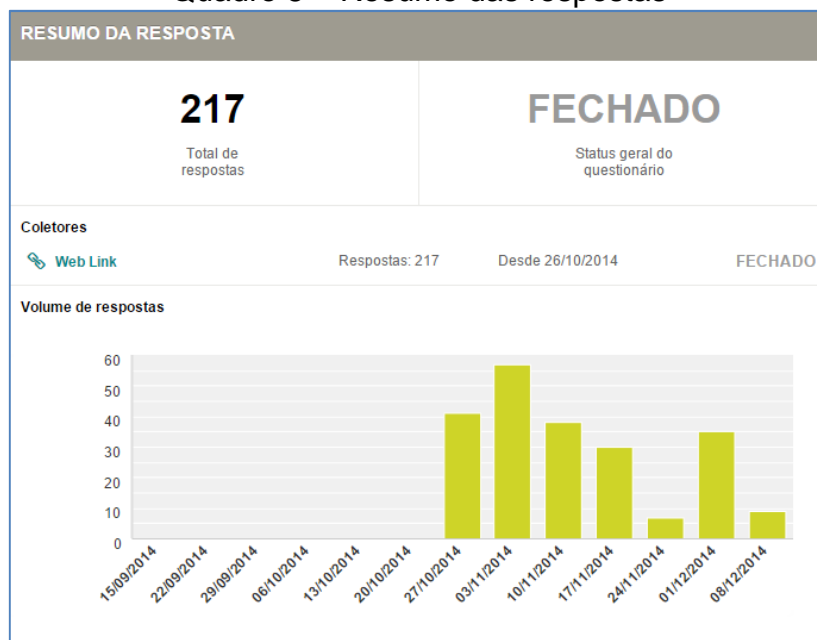 RESUMO DA RESPOSTA
217
Total de
respostas
FECHADO
Status geral do
questionário
Coletores
Web Link Respostas: 217 Desde 26/10/2014 FECHADO
Volume de respostas
60
50
40
30
20
10
0
15/09/2014 22/09/2014 29/09/2014 06/10/2014 13/10/2014 20/10/2014 27/10/2014 03/11/2014 10/11/2014 17/11/2014 24/11/2014 01/12/2014 08/12/2014